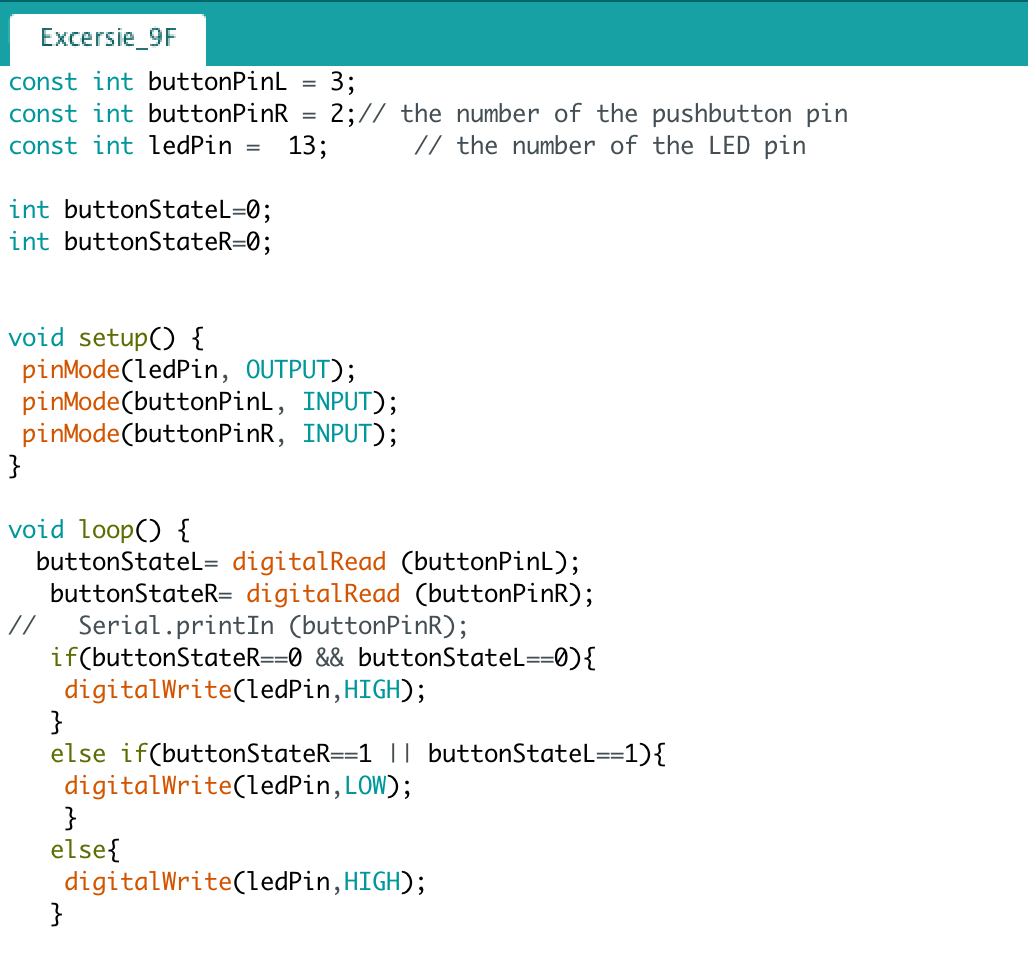 Excersie_9F
const int buttonPinL = 3;
const int buttonPinR = 2;// the number of the pushbutton pin
const int ledPin =  13;      // the number of the LED pin
int buttonStateL=0;
int buttonStateR=0;
void setup() {
 pinMode(ledPin, OUTPUT);
 pinMode(buttonPinL, INPUT);
 pinMode(buttonPinR, INPUT);
}
void loop() {
  buttonStateL= digitalRead (buttonPinL);
   buttonStateR= digitalRead (buttonPinR);
//   Serial.printIn (buttonPinR);
   if(buttonStateR==0 && buttonStateL==0){
    digitalWrite(ledPin,HIGH);
   }
   else if(buttonStateR==1 || buttonStateL==1){
    digitalWrite(ledPin,LOW);
    }
   else{
    digitalWrite(ledPin,HIGH);
   }